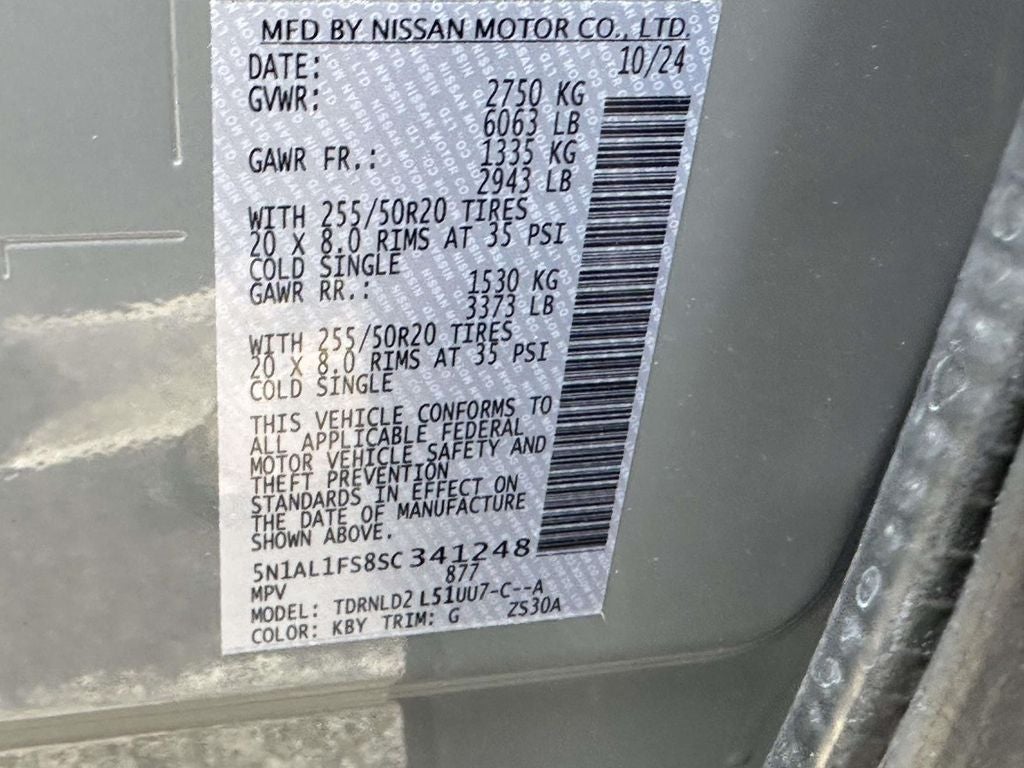 MFD BY NISSAN MOTOR CO., LTD.
DATE: 10/24
GVWR: 2750 KG
6063 LB
GAWR FR.: 1335 KG
2943 LB
WITH 255/50R20 TIRES
20 X 8.0 RIMS AT 35 PSI
COLD SINGLE
GAWR RR.: 1530 KG
3373 LB
WITH 255/50R20 TIRES
20 X 8.0 RIMS AT 35 PSI
COLD SINGLE
THIS VEHICLE CONFORMS TO
ALL APPLICABLE FEDERAL
MOTOR VEHICLE SAFETY AND
THEFT PREVENTION
STANDARDS IN EFFECT ON
THE DATE OF MANUFACTURE
SHOWN ABOVE.
5N1AL1FS8SC 341248
MPV 877
MODEL: TDRNLD2 L51UU7-C--A
COLOR: KBY TRIM: G ZS30A